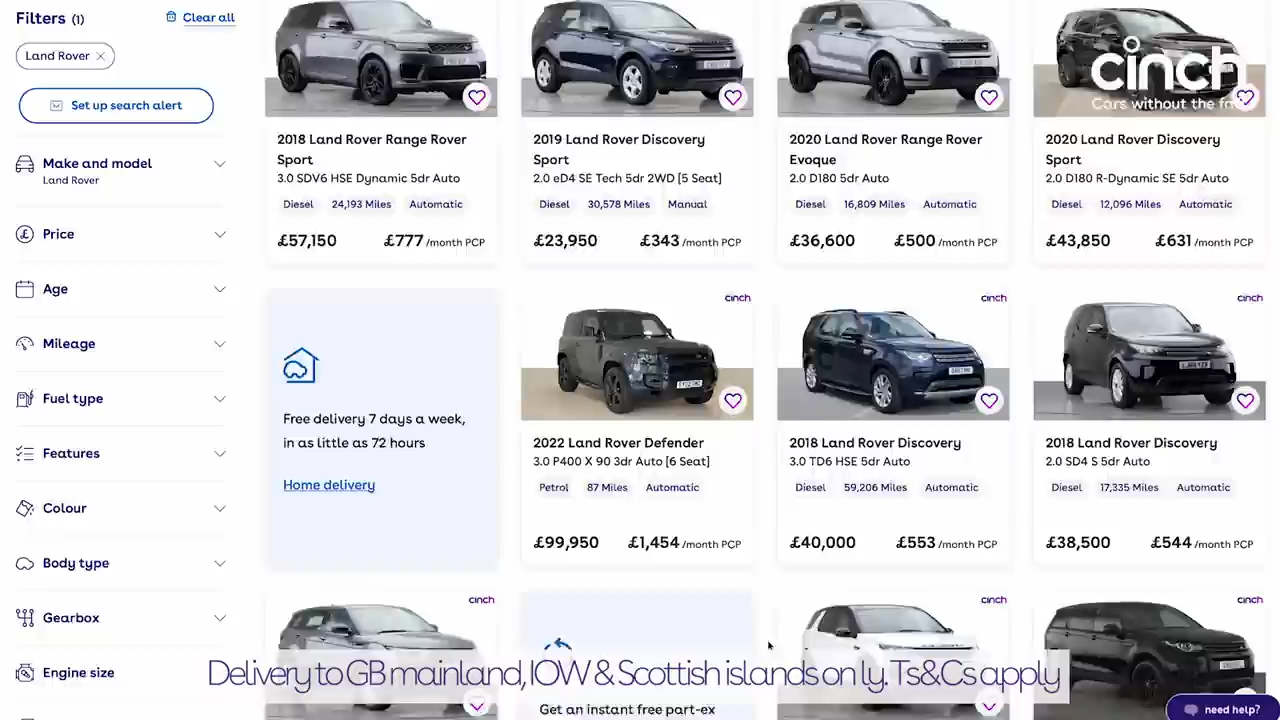 Filters (1)
Clear all
Land Rover
Set up search alert
Make and model
Land Rover
Price
Age
Mileage
Fuel type
Features
Colour
Body type
Gearbox
Engine size
cinch
Cars without the
2018 Land Rover Range Rover
Sport
3.0 SDV6 HSE Dynamic 5dr Auto
Diesel 24,193 Miles Automatic
£57,150 £777 /month PCP
2019 Land Rover Discovery
Sport
2.0 eD4 SE Tech 5dr 2WD [5 Seat]
Diesel 30,578 Miles Manual
£23,950 £343 /month PCP
2020 Land Rover Range Rover
Evoque
2.0 D180 5dr Auto
Diesel 16,809 Miles Automatic
£36,600 £500 /month PCP
2020 Land Rover Discovery
Sport
2.0 D180 R-Dynamic SE 5dr Auto
Diesel 12,096 Miles Automatic
£43,850 £631 /month PCP
Free delivery 7 days a week,
in as little as 72 hours
Home delivery
cinch
2022 Land Rover Defender
3.0 P400 X 90 3dr Auto [6 Seat]
Petrol 87 Miles Automatic
£99,950 £1,454 /month PCP
cinch
2018 Land Rover Discovery
3.0 TD6 HSE 5dr Auto
Diesel 59,206 Miles Automatic
£40,000 £553 /month PCP
cinch
2018 Land Rover Discovery
2.0 SD4 S 5dr Auto
Diesel 17,335 Miles Automatic
£38,500 £544 /month PCP
cinch
cinch
cinch
Delivery to GB mainland, IOW & Scottish islands only. Ts&Cs apply
Get an instant free part-ex
need help?